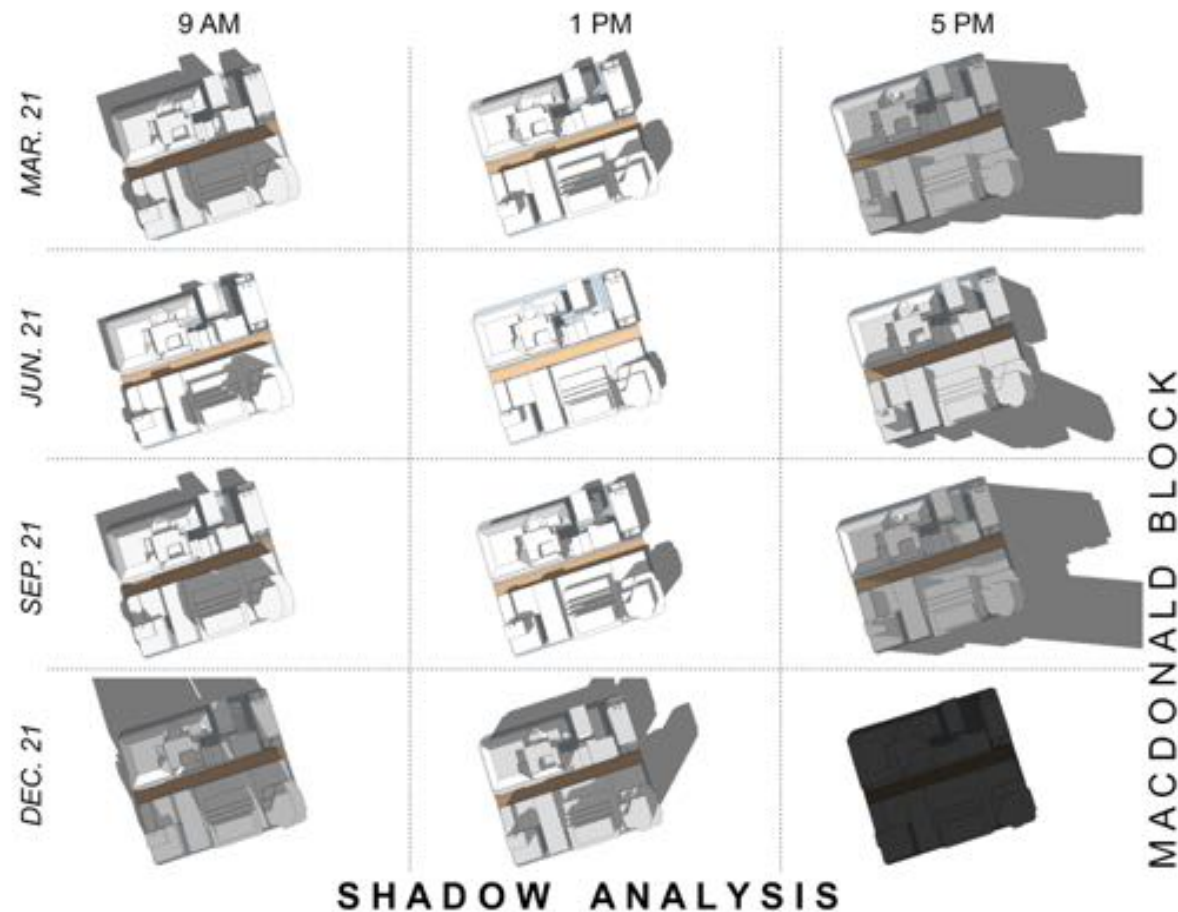 9 AM
1 PM
5 PM
MAR. 21
JUN. 21
SEP. 21
DEC. 21
MACDONALD BLOCK
SHADOW ANALYSIS